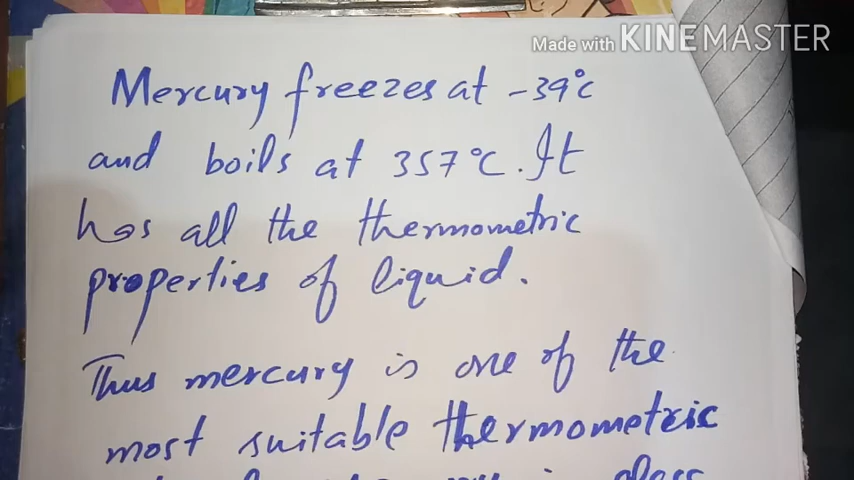 Made with KINEMASTER
Mercury freezes at -39°c
and boils at 357°C. It
has all the thermometric
properties of liquid.
Thus mercury is one of the
most suitable thermometric